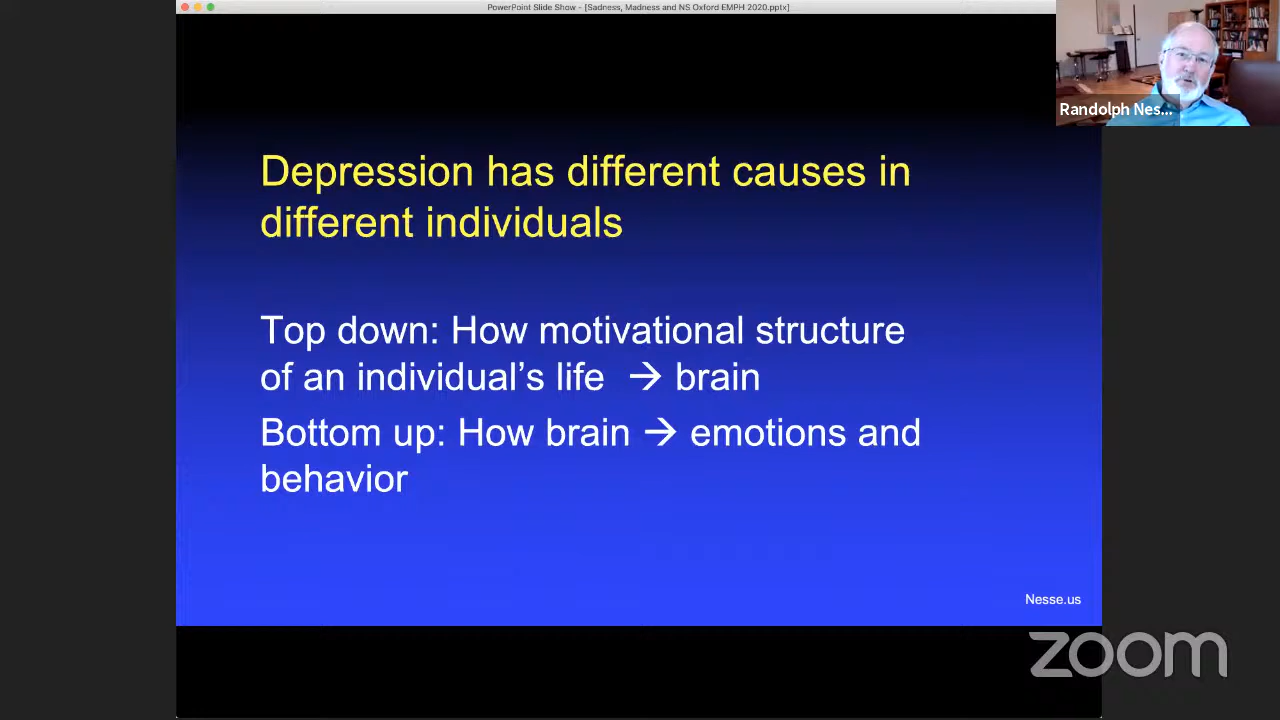 PowerPoint Slide Show - [Sadness, Madness and NS Oxford EMPH 2020.pptx]
Randolph Nes...
Depression has different causes in
different individuals
Top down: How motivational structure
of an individual’s life → brain
Bottom up: How brain → emotions and
behavior
Nesse.us
zoom